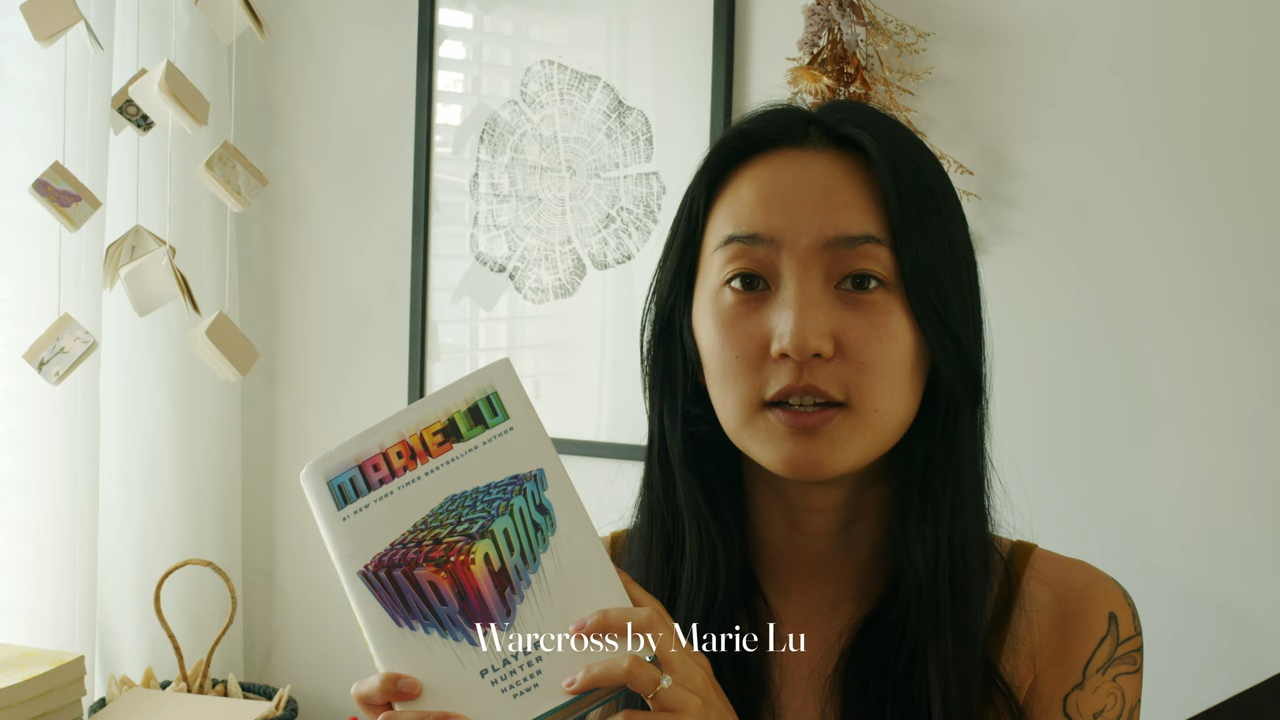 MARIE LU
#1 NEW YORK TIMES BESTSELLING AUTHOR
WARCROSS
PLAYER
HUNTER
HACKER
PAWN
Warcross by Marie Lu